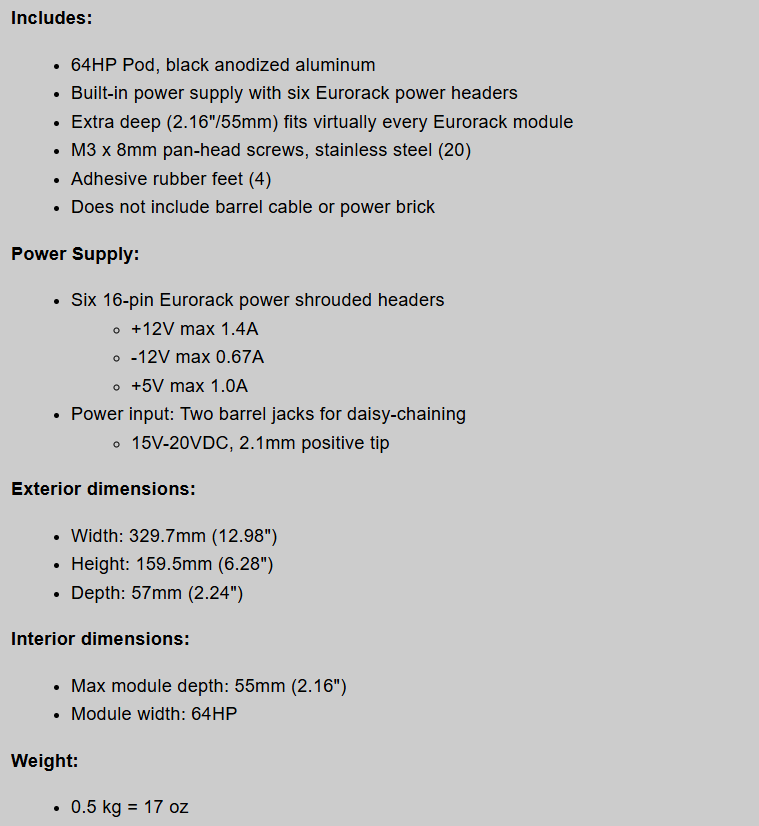 Includes:
• 64HP Pod, black anodized aluminum
• Built-in power supply with six Eurorack power headers
• Extra deep (2.16"/55mm) fits virtually every Eurorack module
• M3 x 8mm pan-head screws, stainless steel (20)
• Adhesive rubber feet (4)
• Does not include barrel cable or power brick
Power Supply:
• Six 16-pin Eurorack power shrouded headers
◦ +12V max 1.4A
◦ -12V max 0.67A
◦ +5V max 1.0A
• Power input: Two barrel jacks for daisy-chaining
◦ 15V-20VDC, 2.1mm positive tip
Exterior dimensions:
• Width: 329.7mm (12.98")
• Height: 159.5mm (6.28")
• Depth: 57mm (2.24")
Interior dimensions:
• Max module depth: 55mm (2.16")
• Module width: 64HP
Weight:
• 0.5 kg = 17 oz